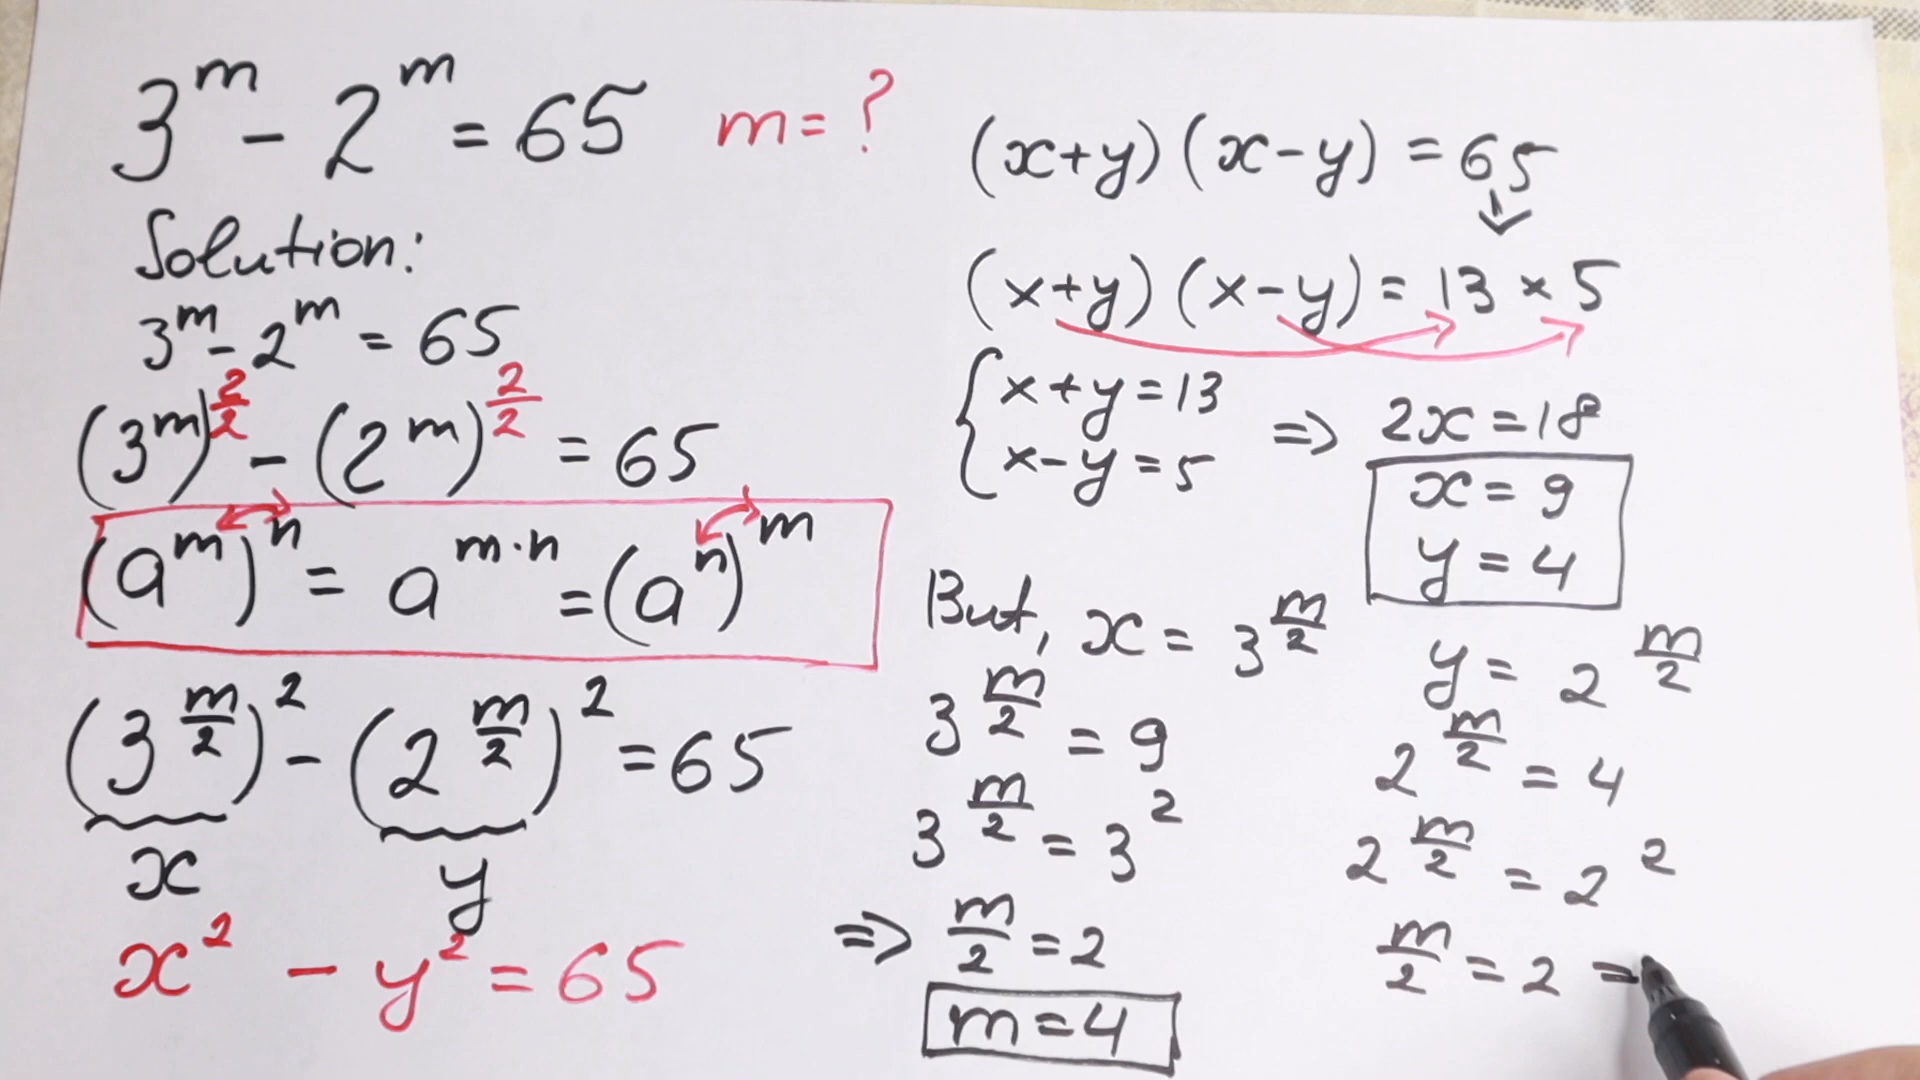 3^m - 2^m = 65 m = ?
Solution:
3^m - 2^m = 65
(3^m)^(2/2) - (2^m)^(2/2) = 65
(a^m)^n = a^(m·n) = (a^n)^m
(3^(m/2))^2 - (2^(m/2))^2 = 65
x y
x^2 - y^2 = 65
(x+y)(x-y) = 65
(x+y)(x-y) = 13 × 5
{ x+y=13
x-y=5
=> 2x=18
x=9
y=4
But, x = 3^(m/2)
3^(m/2) = 9
3^(m/2) = 3^2
=> m/2 = 2
m=4
y = 2^(m/2)
2^(m/2) = 4
2^(m/2) = 2^2
m/2 = 2 =